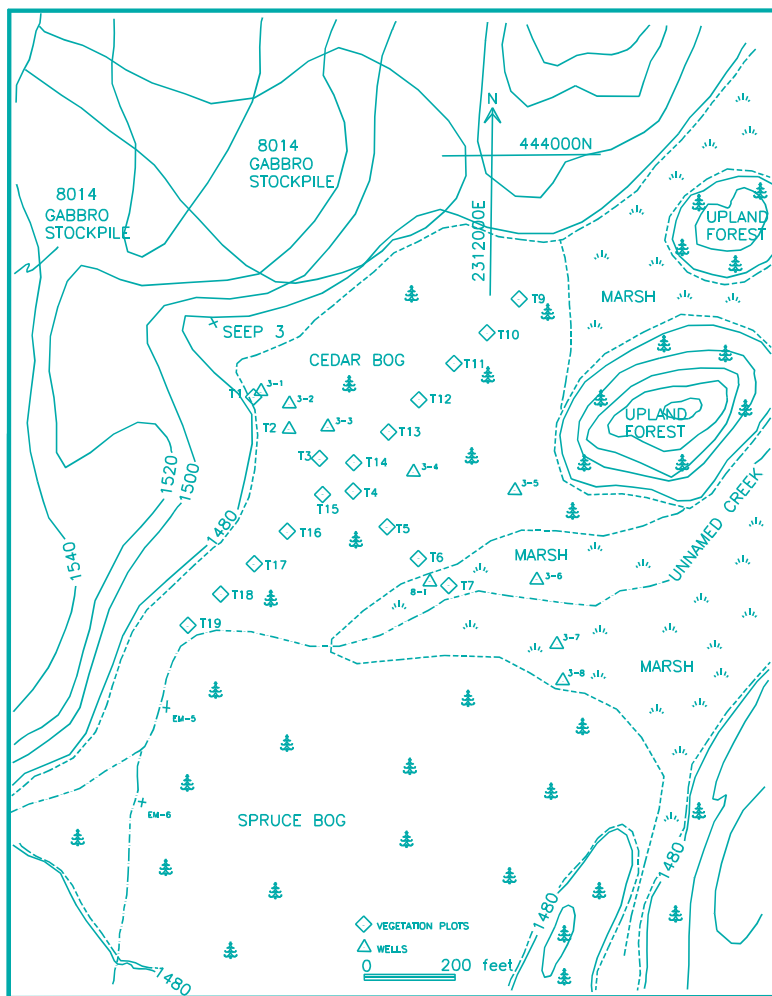 N
444000N
2312000E
8014
GABBRO
STOCKPILE
8014
GABBRO
STOCKPILE
UPLAND
FOREST
MARSH
T9
SEEP 3
T10
CEDAR BOG
T11
T1
3-1
3-2
T12
T2
3-3
T13
UPLAND
FOREST
T3
T14
3-4
1520
1500
T4
3-5
T15
1480
T16
T5
UNNAMED CREEK
T6
MARSH
1540
T17
8-1
T7
3-6
T18
T19
3-7
MARSH
3-8
EM-5
EM-6
SPRUCE BOG
1480
1480
VEGETATION PLOTS
WELLS
0 200 feet
1480